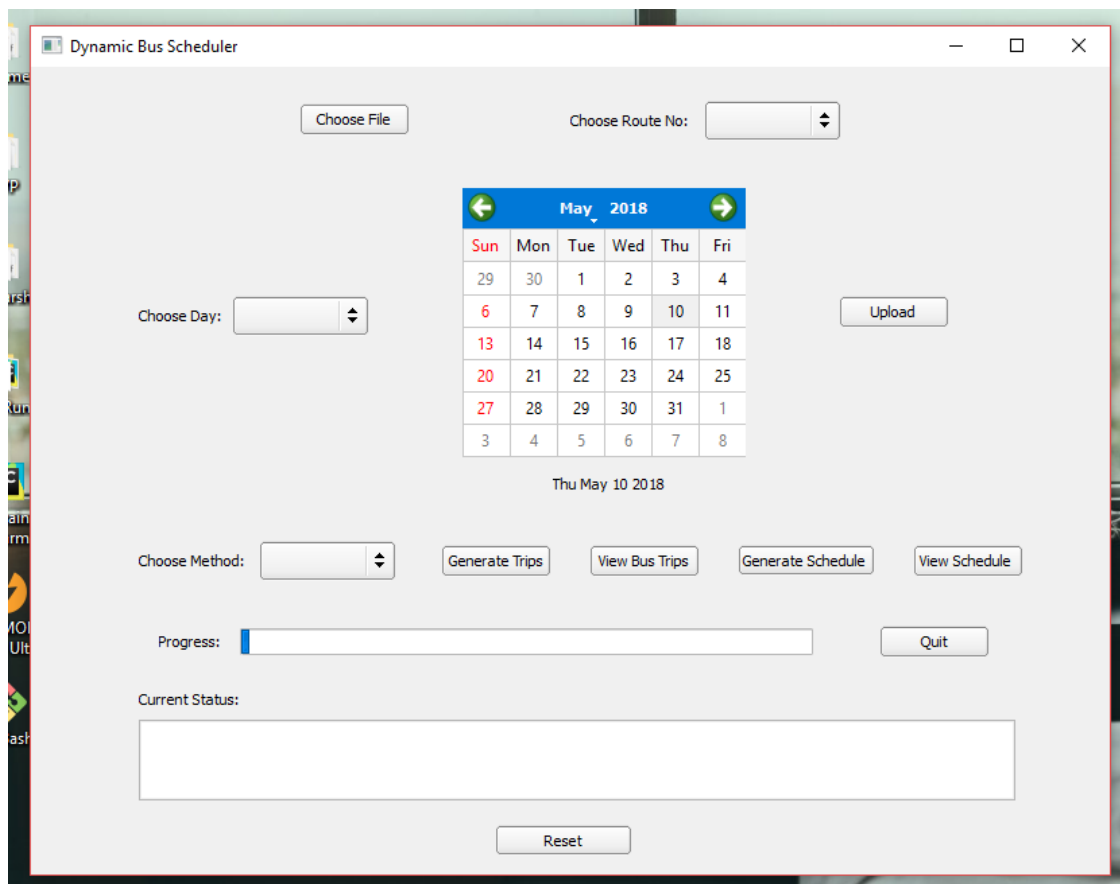 Dynamic Bus Scheduler
Choose File
Choose Route No:
May 2018
Sun Mon Tue Wed Thu Fri
29 30 1 2 3 4
6 7 8 9 10 11
13 14 15 16 17 18
20 21 22 23 24 25
27 28 29 30 31 1
3 4 5 6 7 8
Choose Day:
Upload
Thu May 10 2018
Choose Method:
Generate Trips
View Bus Trips
Generate Schedule
View Schedule
Progress:
Quit
Current Status:
Reset